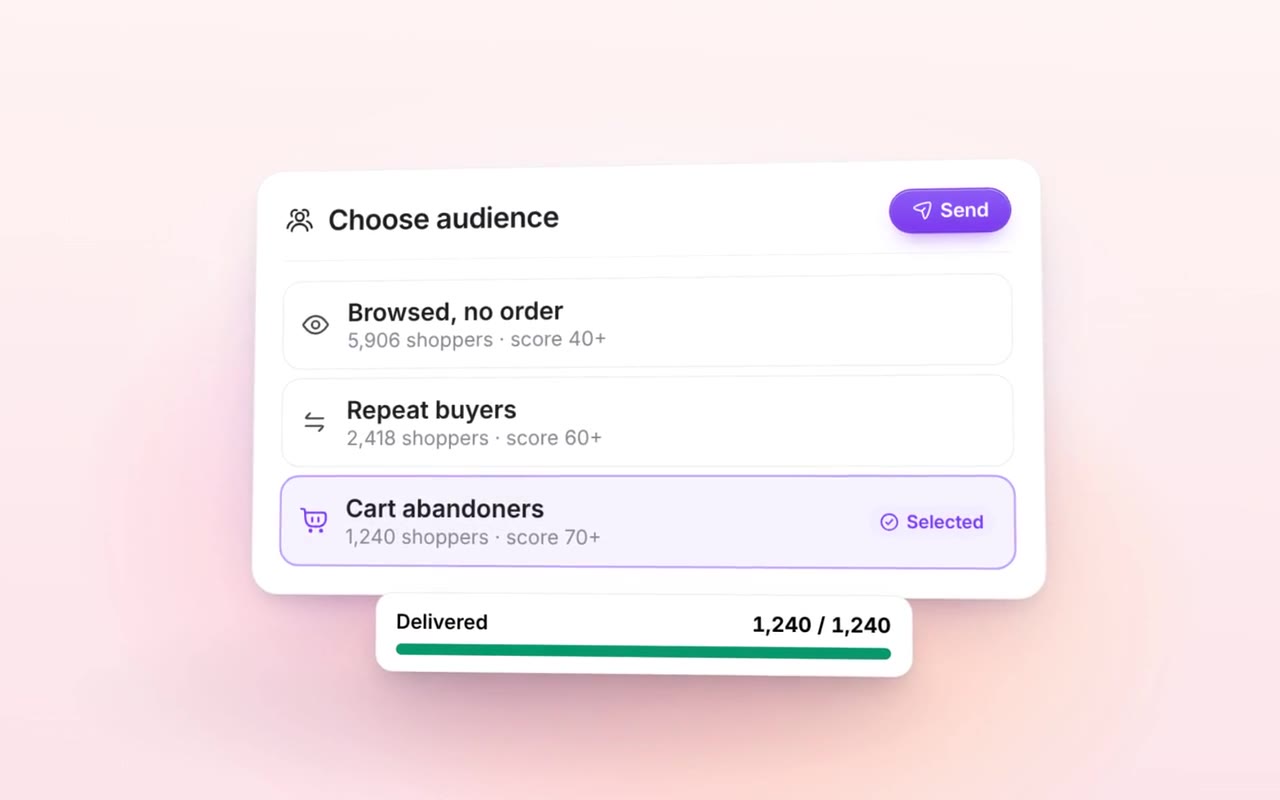 Choose audience
Send
Browsed, no order
5,906 shoppers · score 40+
Repeat buyers
2,418 shoppers · score 60+
Cart abandoners
1,240 shoppers · score 70+
Selected
Delivered
1,240 / 1,240